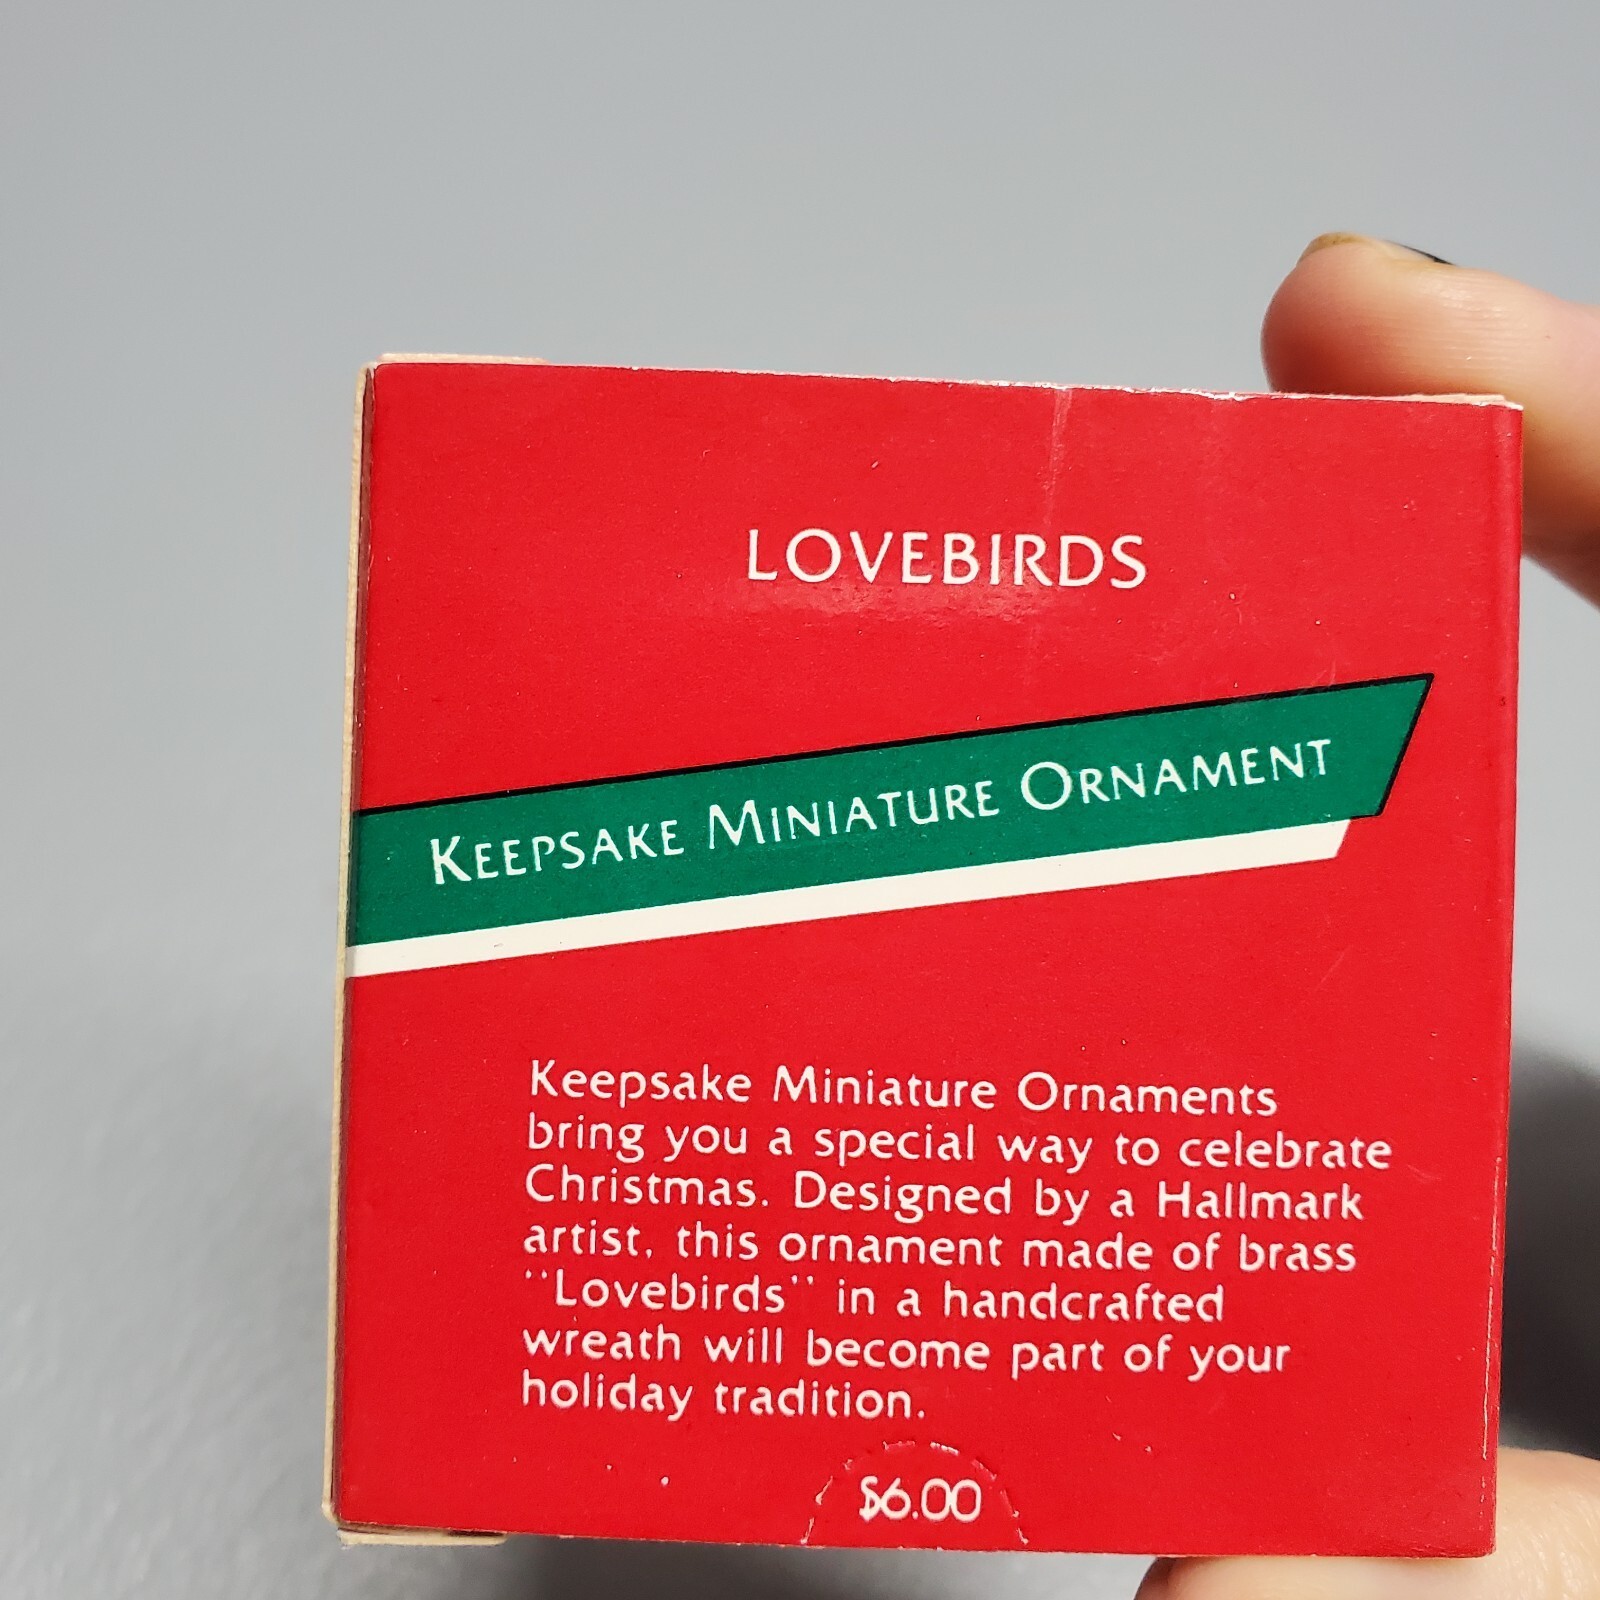 LOVEBIRDS
KEEPSAKE MINIATURE ORNAMENT
Keepsake Miniature Ornaments
bring you a special way to celebrate
Christmas. Designed by a Hallmark
artist, this ornament made of brass
"Lovebirds" in a handcrafted
wreath will become part of your
holiday tradition.
$6.00